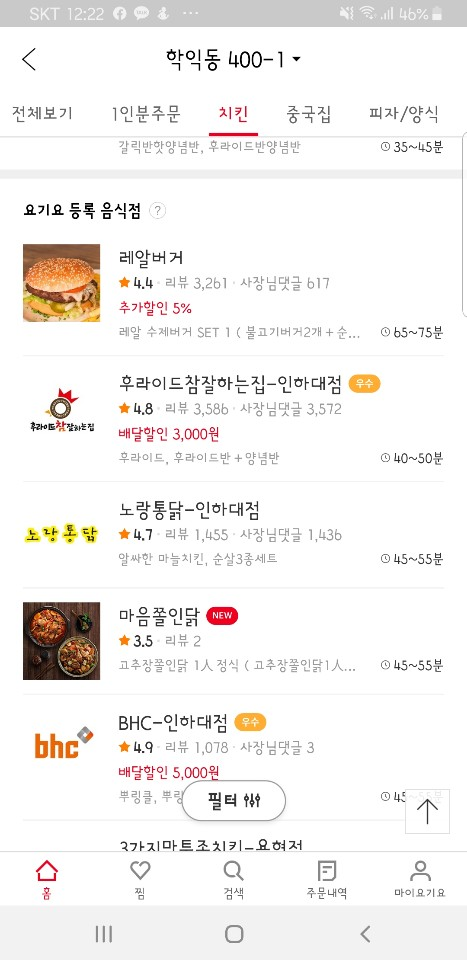 SKT 12:22 46%
학익동 400-1
전체보기 1인분주문 치킨 중국집 피자/양식
갈릭반핫양념반, 후라이드반양념반 35~45분
요기요 등록 음식점 ?
레알버거
4.4 · 리뷰 3,261 · 사장님댓글 617
추가할인 5%
레알 수제버거 SET 1 ( 불고기버거2개 + 순... 65~75분
후라이드참잘하는집
후라이드참잘하는집-인하대점 우수
4.8 · 리뷰 3,586 · 사장님댓글 3,572
배달할인 3,000원
후라이드, 후라이드반+양념반 40~50분
노랑통닭
노랑통닭-인하대점
4.7 · 리뷰 1,455 · 사장님댓글 1,436
알싸한 마늘치킨, 순살3종세트 45~55분
마음쫄인닭 NEW
3.5 · 리뷰 2
고추장쫄인닭 1人 정식 ( 고추장쫄인닭1人... 45~55분
bhc
BHC-인하대점 우수
4.9 · 리뷰 1,078 · 사장님댓글 3
배달할인 5,000원
뿌링클, 뿌링
필터
3가지맛듀조치킨-용현점
홈 찜 검색 주문내역 마이요기요